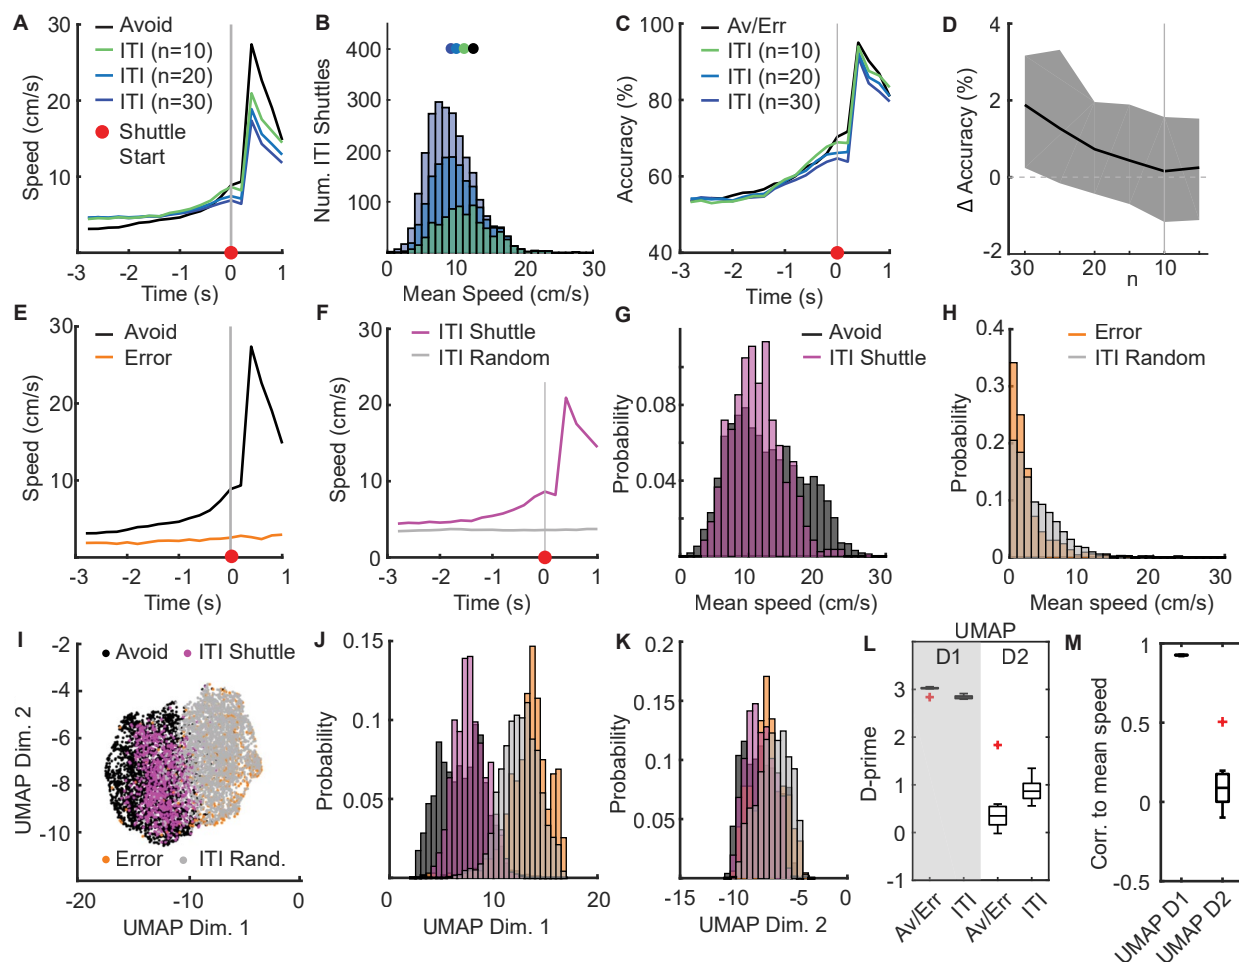 A
Speed (cm/s)
30
20
10
-3
-2
-1
0
1
Time (s)
Avoid
ITI (n=10)
ITI (n=20)
ITI (n=30)
Shuttle
Start
B
Num. ITI Shuttles
400
300
200
100
0
10
20
30
Mean Speed (cm/s)
C
Accuracy (%)
100
80
60
40
-3
-2
-1
0
1
Time (s)
Av/Err
ITI (n=10)
ITI (n=20)
ITI (n=30)
D
Δ Accuracy (%)
4
2
0
-2
30
20
10
n
E
Speed (cm/s)
30
20
10
-3
-2
-1
0
1
Time (s)
Avoid
Error
F
Speed (cm/s)
30
20
10
0
-3
-2
-1
0
1
Time (s)
ITI Shuttle
ITI Random
G
Probability
0.08
0.04
0
0
10
20
30
Mean speed (cm/s)
Avoid
ITI Shuttle
H
Probability
0.4
0.3
0.2
0.1
0
0
10
20
30
Mean speed (cm/s)
Error
ITI Random
I
UMAP Dim. 2
-2
-4
-6
-8
-10
-20
-10
0
UMAP Dim. 1
Avoid
ITI Shuttle
Error
ITI Rand.
J
Probability
0.15
0.1
0.05
0
10
20
UMAP Dim. 1
K
Probability
0.2
0.15
0.1
0.05
0
-15
-10
-5
0
UMAP Dim. 2
L
UMAP
D1
D2
D-prime
3
2
1
0
-1
Av/Err
ITI
Av/Err
ITI
M
Corr. to mean speed
1
0.5
0
-0.5
UMAP D1
UMAP D2